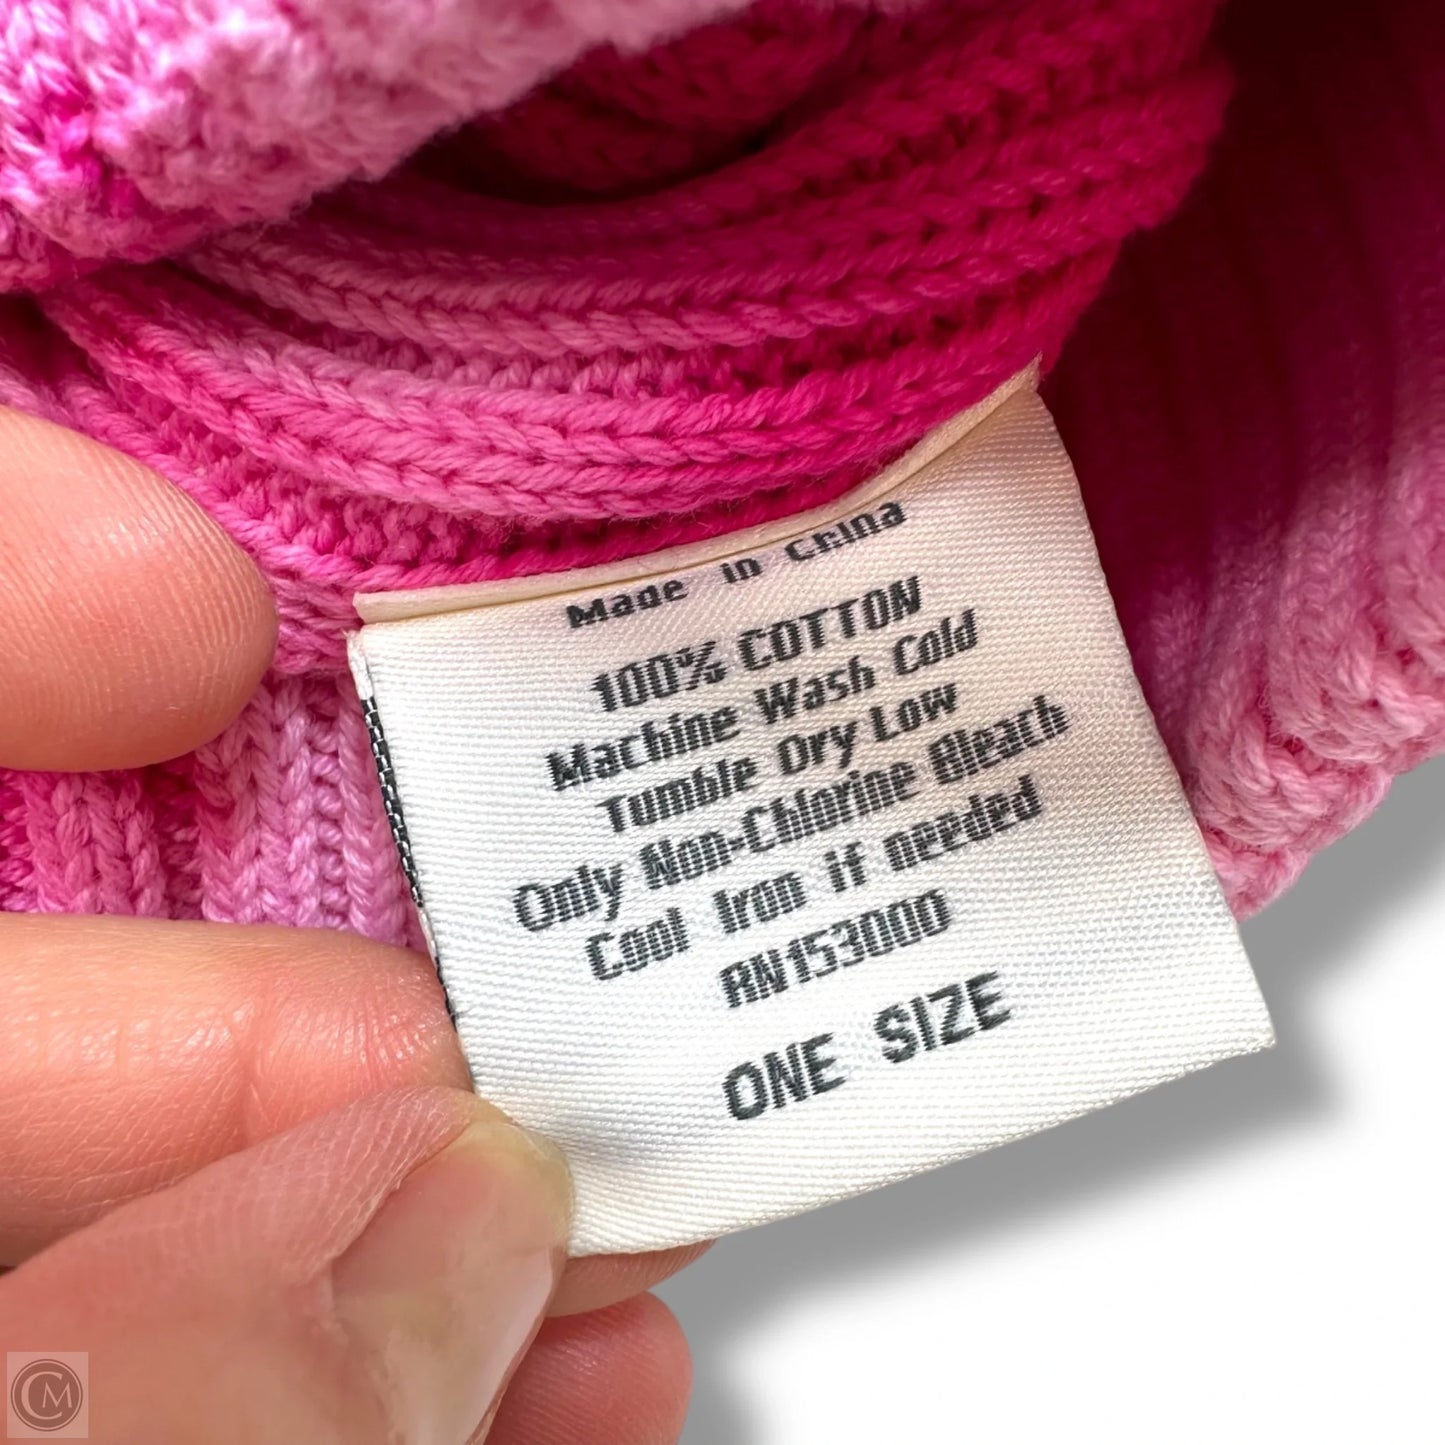 Made in China
100% COTTON
Machine Wash Cold
Tumble Dry Low
Only Non-Chlorine Bleach
Cool Iron if needed
RN153000
ONE SIZE
CM